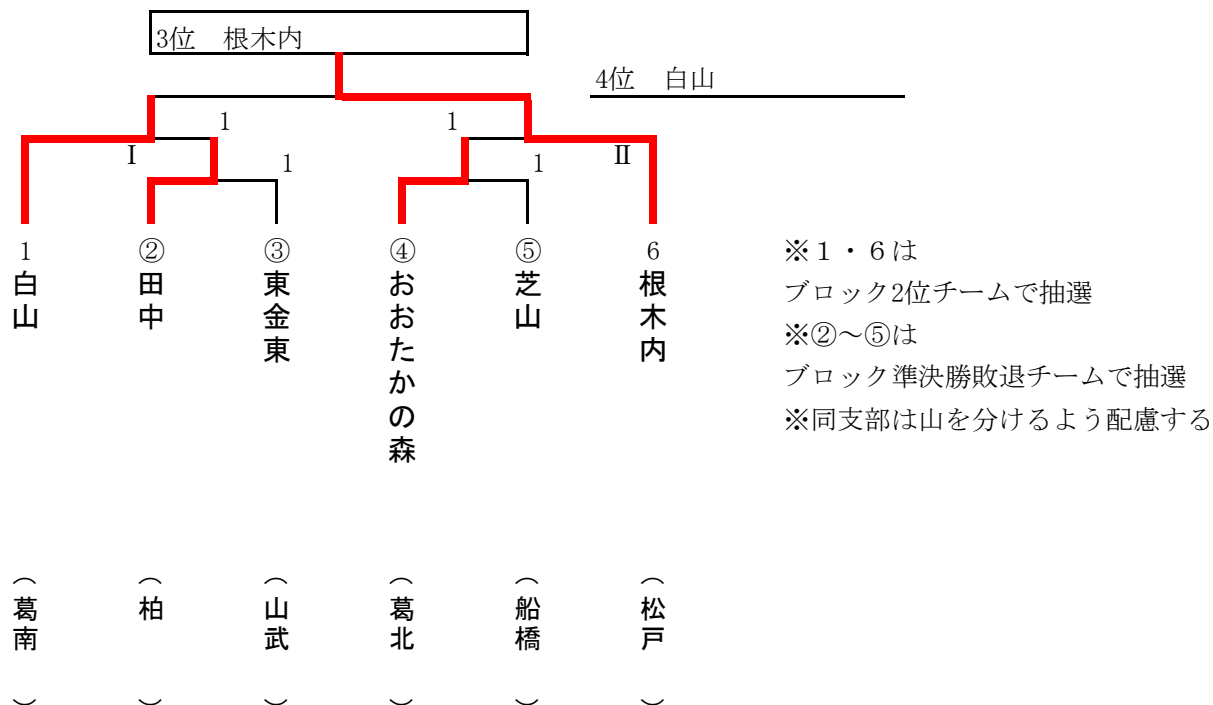 3位 根木内
4位 白山
1
1
Ⅰ
1
1
Ⅱ
1
白山
②
田中
③
東金東
④
おおたかの森
⑤
芝山
6
根木内
※1・6は
ブロック2位チームで抽選
※②～⑤は
ブロック準決勝敗退チームで抽選
※同支部は山を分けるよう配慮する
（葛南）
（柏）
（山武）
（葛北）
（船橋）
（松戸）